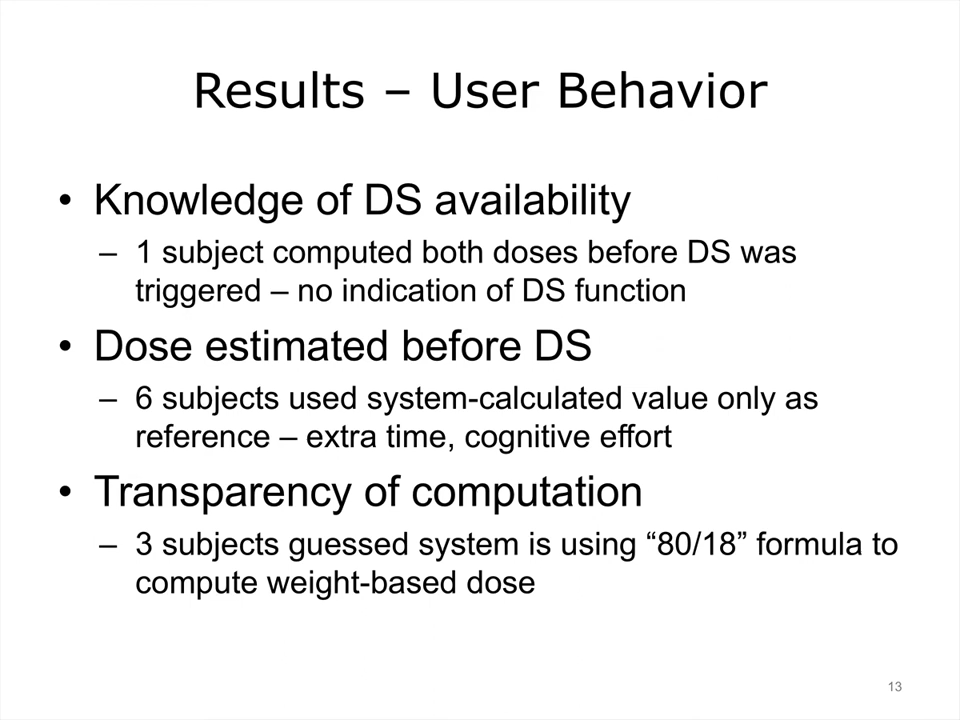 Results – User Behavior
• Knowledge of DS availability
– 1 subject computed both doses before DS was
triggered – no indication of DS function
• Dose estimated before DS
– 6 subjects used system-calculated value only as
reference – extra time, cognitive effort
• Transparency of computation
– 3 subjects guessed system is using “80/18” formula to
compute weight-based dose
13